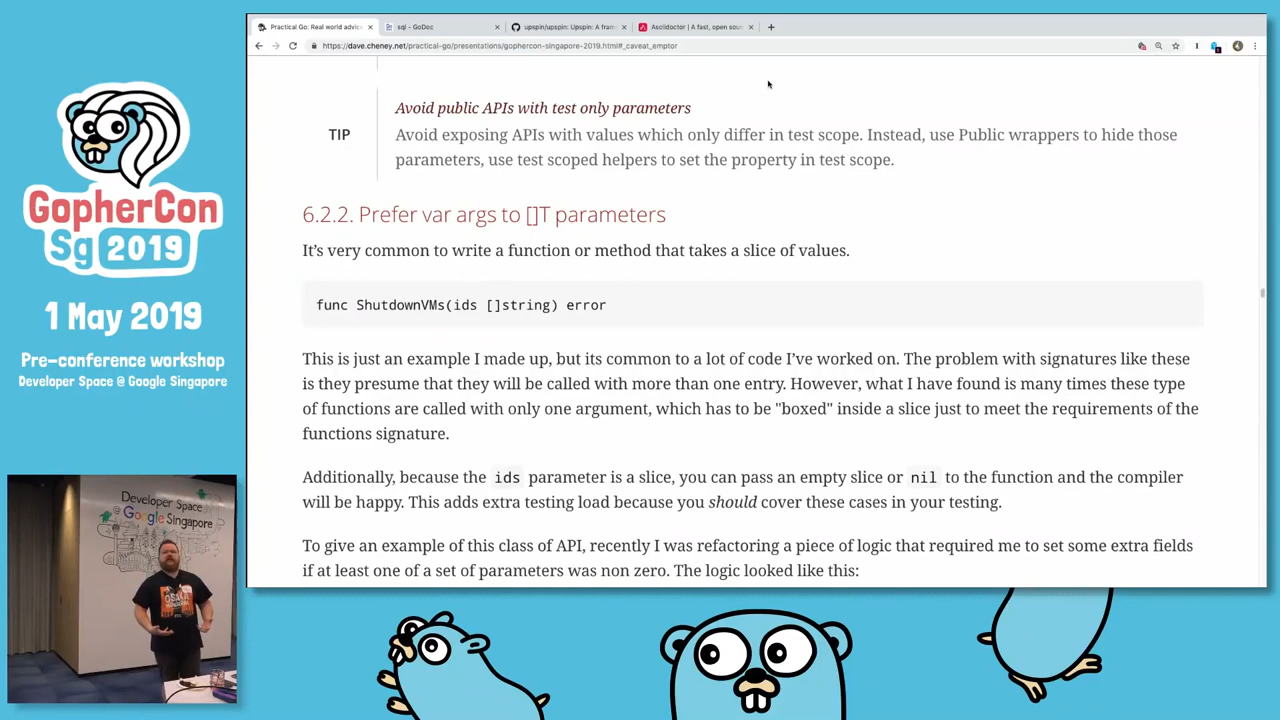 Practical Go: Real world advice
sql - GoDoc
upspin/upspin: Upspin: A fram
Asciidoctor | A fast, open sour
https://dave.cheney.net/practical-go/presentations/gophercon-singapore-2019.html#_caveat_emptor
Avoid public APIs with test only parameters
TIP
Avoid exposing APIs with values which only differ in test scope. Instead, use Public wrappers to hide those
parameters, use test scoped helpers to set the property in test scope.
6.2.2. Prefer var args to []T parameters
It’s very common to write a function or method that takes a slice of values.
func ShutdownVMs(ids []string) error
This is just an example I made up, but its common to a lot of code I’ve worked on. The problem with signatures like these
is they presume that they will be called with more than one entry. However, what I have found is many times these type
of functions are called with only one argument, which has to be "boxed" inside a slice just to meet the requirements of the
functions signature.
Additionally, because the ids parameter is a slice, you can pass an empty slice or nil to the function and the compiler
will be happy. This adds extra testing load because you should cover these cases in your testing.
To give an example of this class of API, recently I was refactoring a piece of logic that required me to set some extra fields
if at least one of a set of parameters was non zero. The logic looked like this:
GopherCon
Sg 2019
1 May 2019
Pre-conference workshop
Developer Space @ Google Singapore
Developer Space
@ Google Singapore
OSAKA